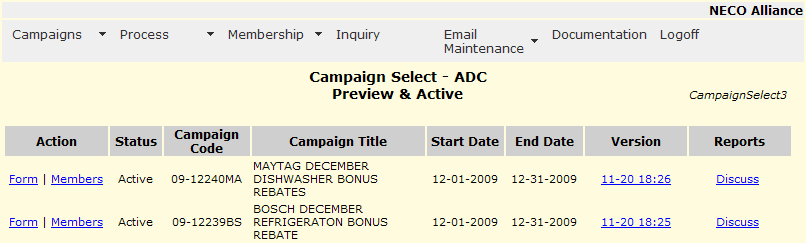 NECO Alliance
Campaigns Process Membership Inquiry Email Maintenance Documentation Logoff
Campaign Select - ADC
Preview & Active
CampaignSelect3
Action Status Campaign Code Campaign Title Start Date End Date Version Reports
Form | Members Active 09-12240MA MAYTAG DECEMBER DISHWASHER BONUS REBATES 12-01-2009 12-31-2009 11-20 18:26 Discuss
Form | Members Active 09-12239BS BOSCH DECEMBER REFRIGERATON BONUS REBATE 12-01-2009 12-31-2009 11-20 18:25 Discuss